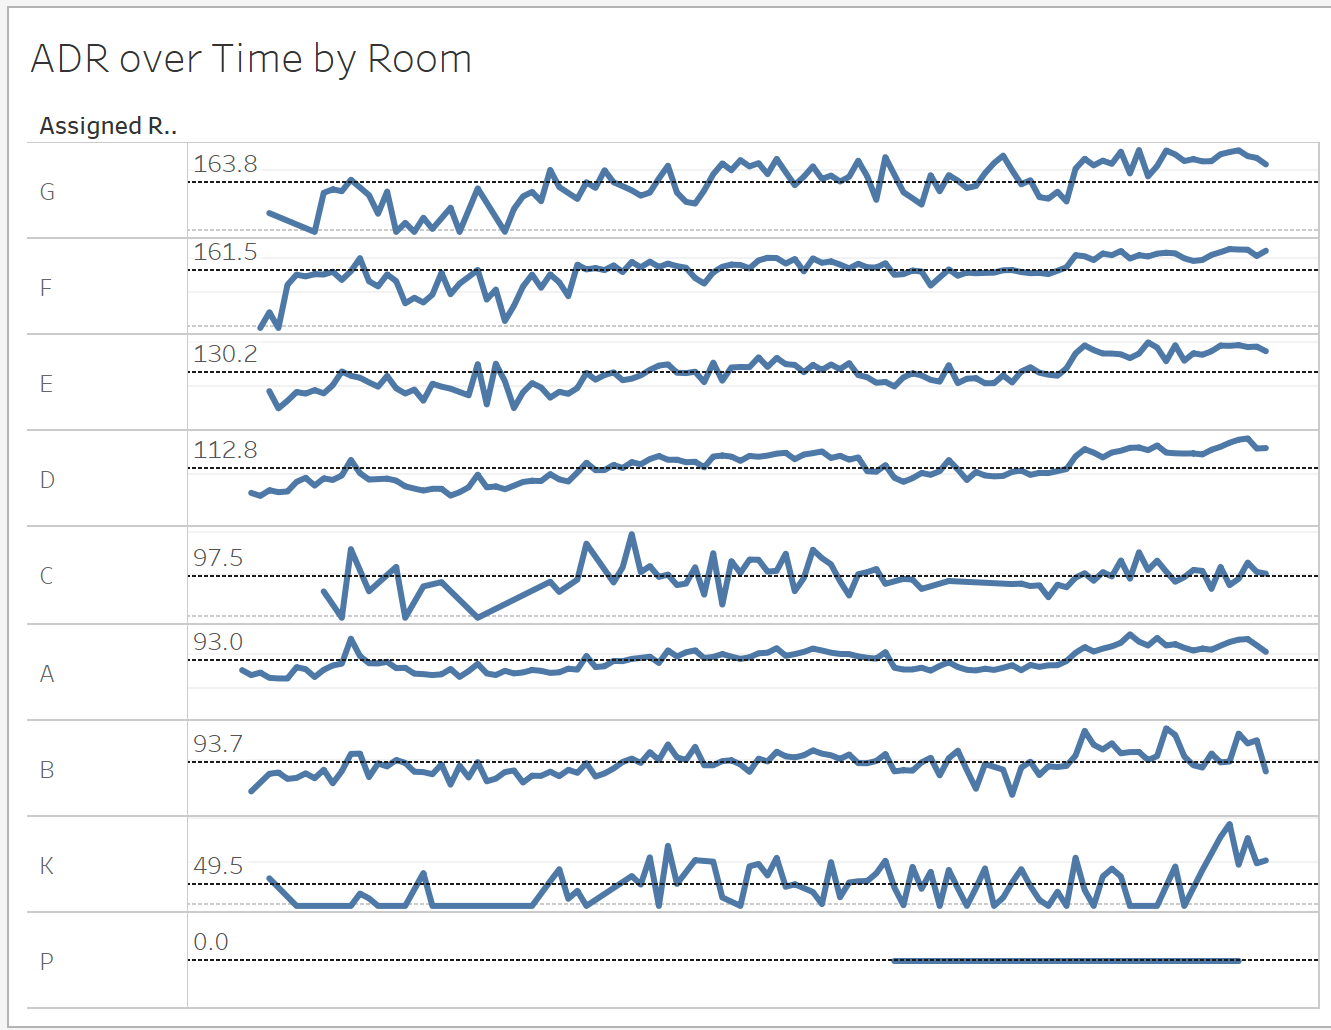 ADR over Time by Room
Assigned R..
163.8
G
161.5
F
130.2
E
112.8
D
97.5
C
93.0
A
93.7
B
49.5
K
0.0
P